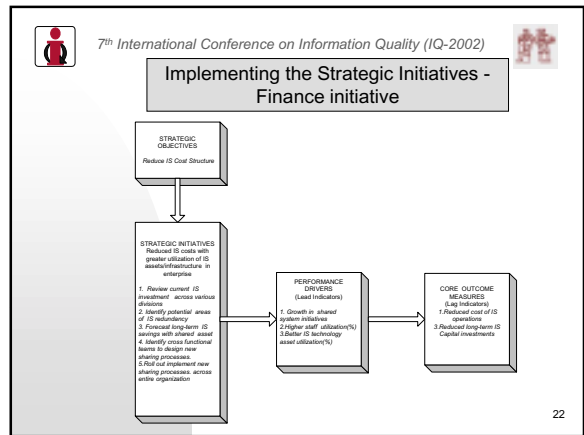 7th International Conference on Information Quality (IQ-2002)
Implementing the Strategic Initiatives -
Finance initiative
STRATEGIC
OBJECTIVES
Reduce IS Cost Structure
STRATEGIC INITIATIVES
Reduced IS costs with
greater utilization of IS
assets/infrastructure in
enterprise
1. Review current IS
investment across various
divisions
2. Identify potential areas
of IS redundancy
3. Forecast long-term IS
savings with shared asset
4. Identify cross functional
teams to design new
sharing processes.
5.Roll out implement new
sharing processes. across
entire organization
PERFORMANCE
DRIVERS
(Lead Indicators)
1. Growth in shared
system initiatives
2.Higher staff utilization(%)
3.Better IS technology
asset utilization(%)
CORE OUTCOME
MEASURES
(Lag Indicators)
1.Reduced cost of IS
operations
3.Reduced long-term IS
Capital investments
22